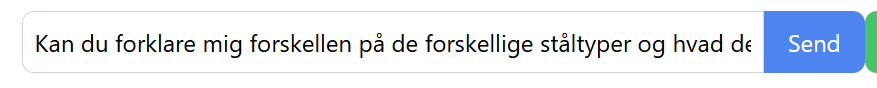 Kan du forklare mig forskellen på de forskellige ståltyper og hvad de
Send